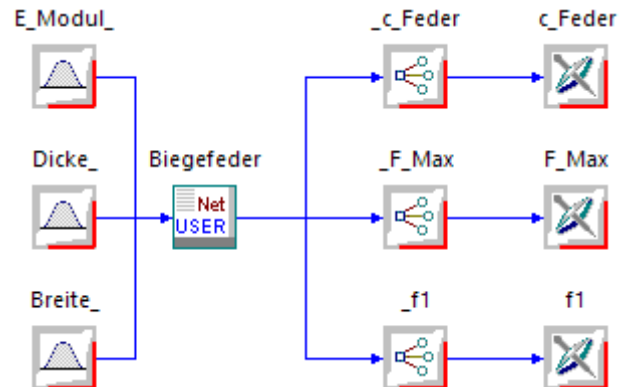 E_Modul_ _c_Feder c_Feder
Dicke_ Biegefeder _F_Max F_Max
Net
USER
Breite_ _f1 f1